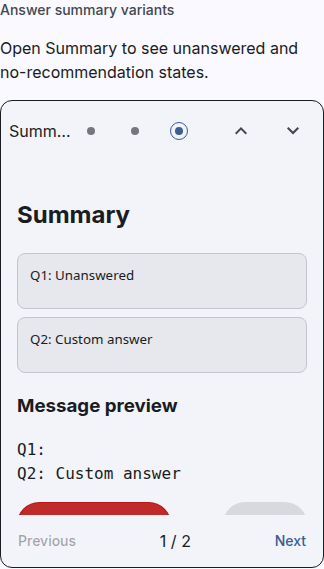 Answer summary variants
Open Summary to see unanswered and
no-recommendation states.
Summ...
Summary
Q1: Unanswered
Q2: Custom answer
Message preview
Q1:
Q2: Custom answer
Previous
1 / 2
Next